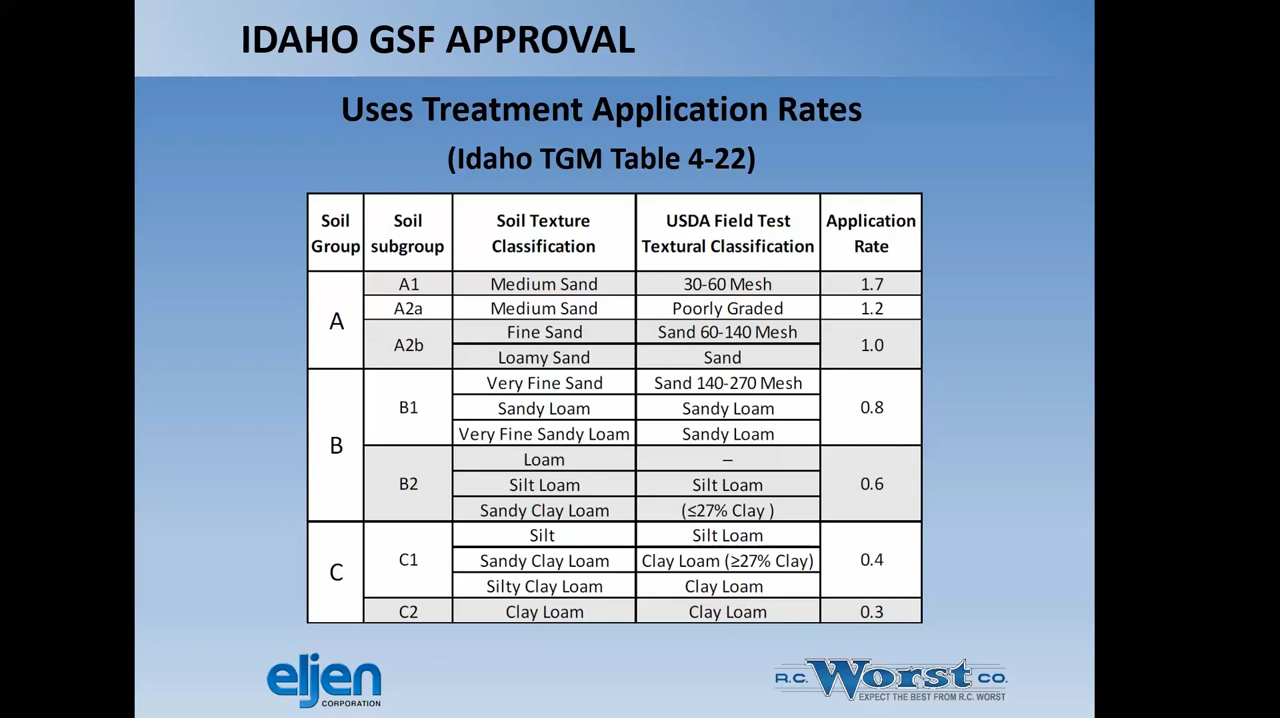 IDAHO GSF APPROVAL
Uses Treatment Application Rates
(Idaho TGM Table 4-22)
Soil Group | Soil subgroup | Soil Texture Classification | USDA Field Test Textural Classification | Application Rate
A | A1 | Medium Sand | 30-60 Mesh | 1.7
A2a | Medium Sand | Poorly Graded | 1.2
A2b | Fine Sand | Sand 60-140 Mesh | 1.0
Loamy Sand | Sand
B | B1 | Very Fine Sand | Sand 140-270 Mesh | 0.8
Sandy Loam | Sandy Loam
Very Fine Sandy Loam | Sandy Loam
B2 | Loam | – | 0.6
Silt Loam | Silt Loam
Sandy Clay Loam | (≤27% Clay )
C | C1 | Silt | Silt Loam | 0.4
Sandy Clay Loam | Clay Loam (≥27% Clay)
Silty Clay Loam | Clay Loam
C2 | Clay Loam | Clay Loam | 0.3
eljen
CORPORATION
R.C. Worst CO.
EXPECT THE BEST FROM R.C. WORST